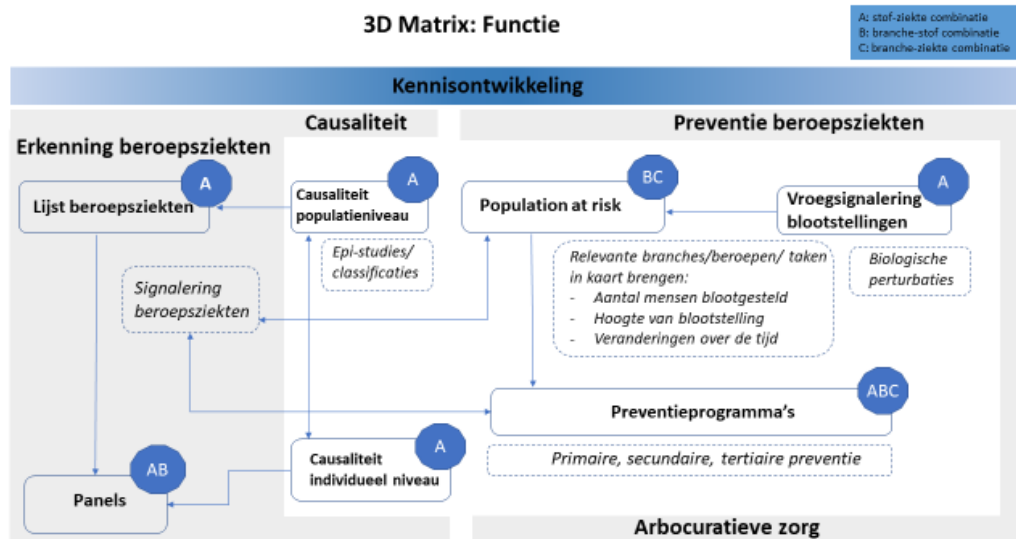 3D Matrix: Functie
A: stof-ziekte combinatie
B: branche-stof combinatie
C: branche-ziekte combinatie
Kennisontwikkeling
Causaliteit
Preventie beroepsziekten
Erkenning beroepsziekten
A
Lijst beroepsziekten
A
Causaliteit
populatieniveau
BC
Population at risk
A
Vroegsignalering
blootstellingen
Epi-studies/
classificaties
Relevante branches/beroepen/ taken
in kaart brengen:
- Aantal mensen blootgesteld
- Hoogte van blootstelling
- Veranderingen over de tijd
Biologische
perturbaties
Signalering
beroepsziekten
ABC
Preventieprogramma's
A
Causaliteit
individueel niveau
Primaire, secundaire, tertiaire preventie
AB
Panels
Arbocuratieve zorg